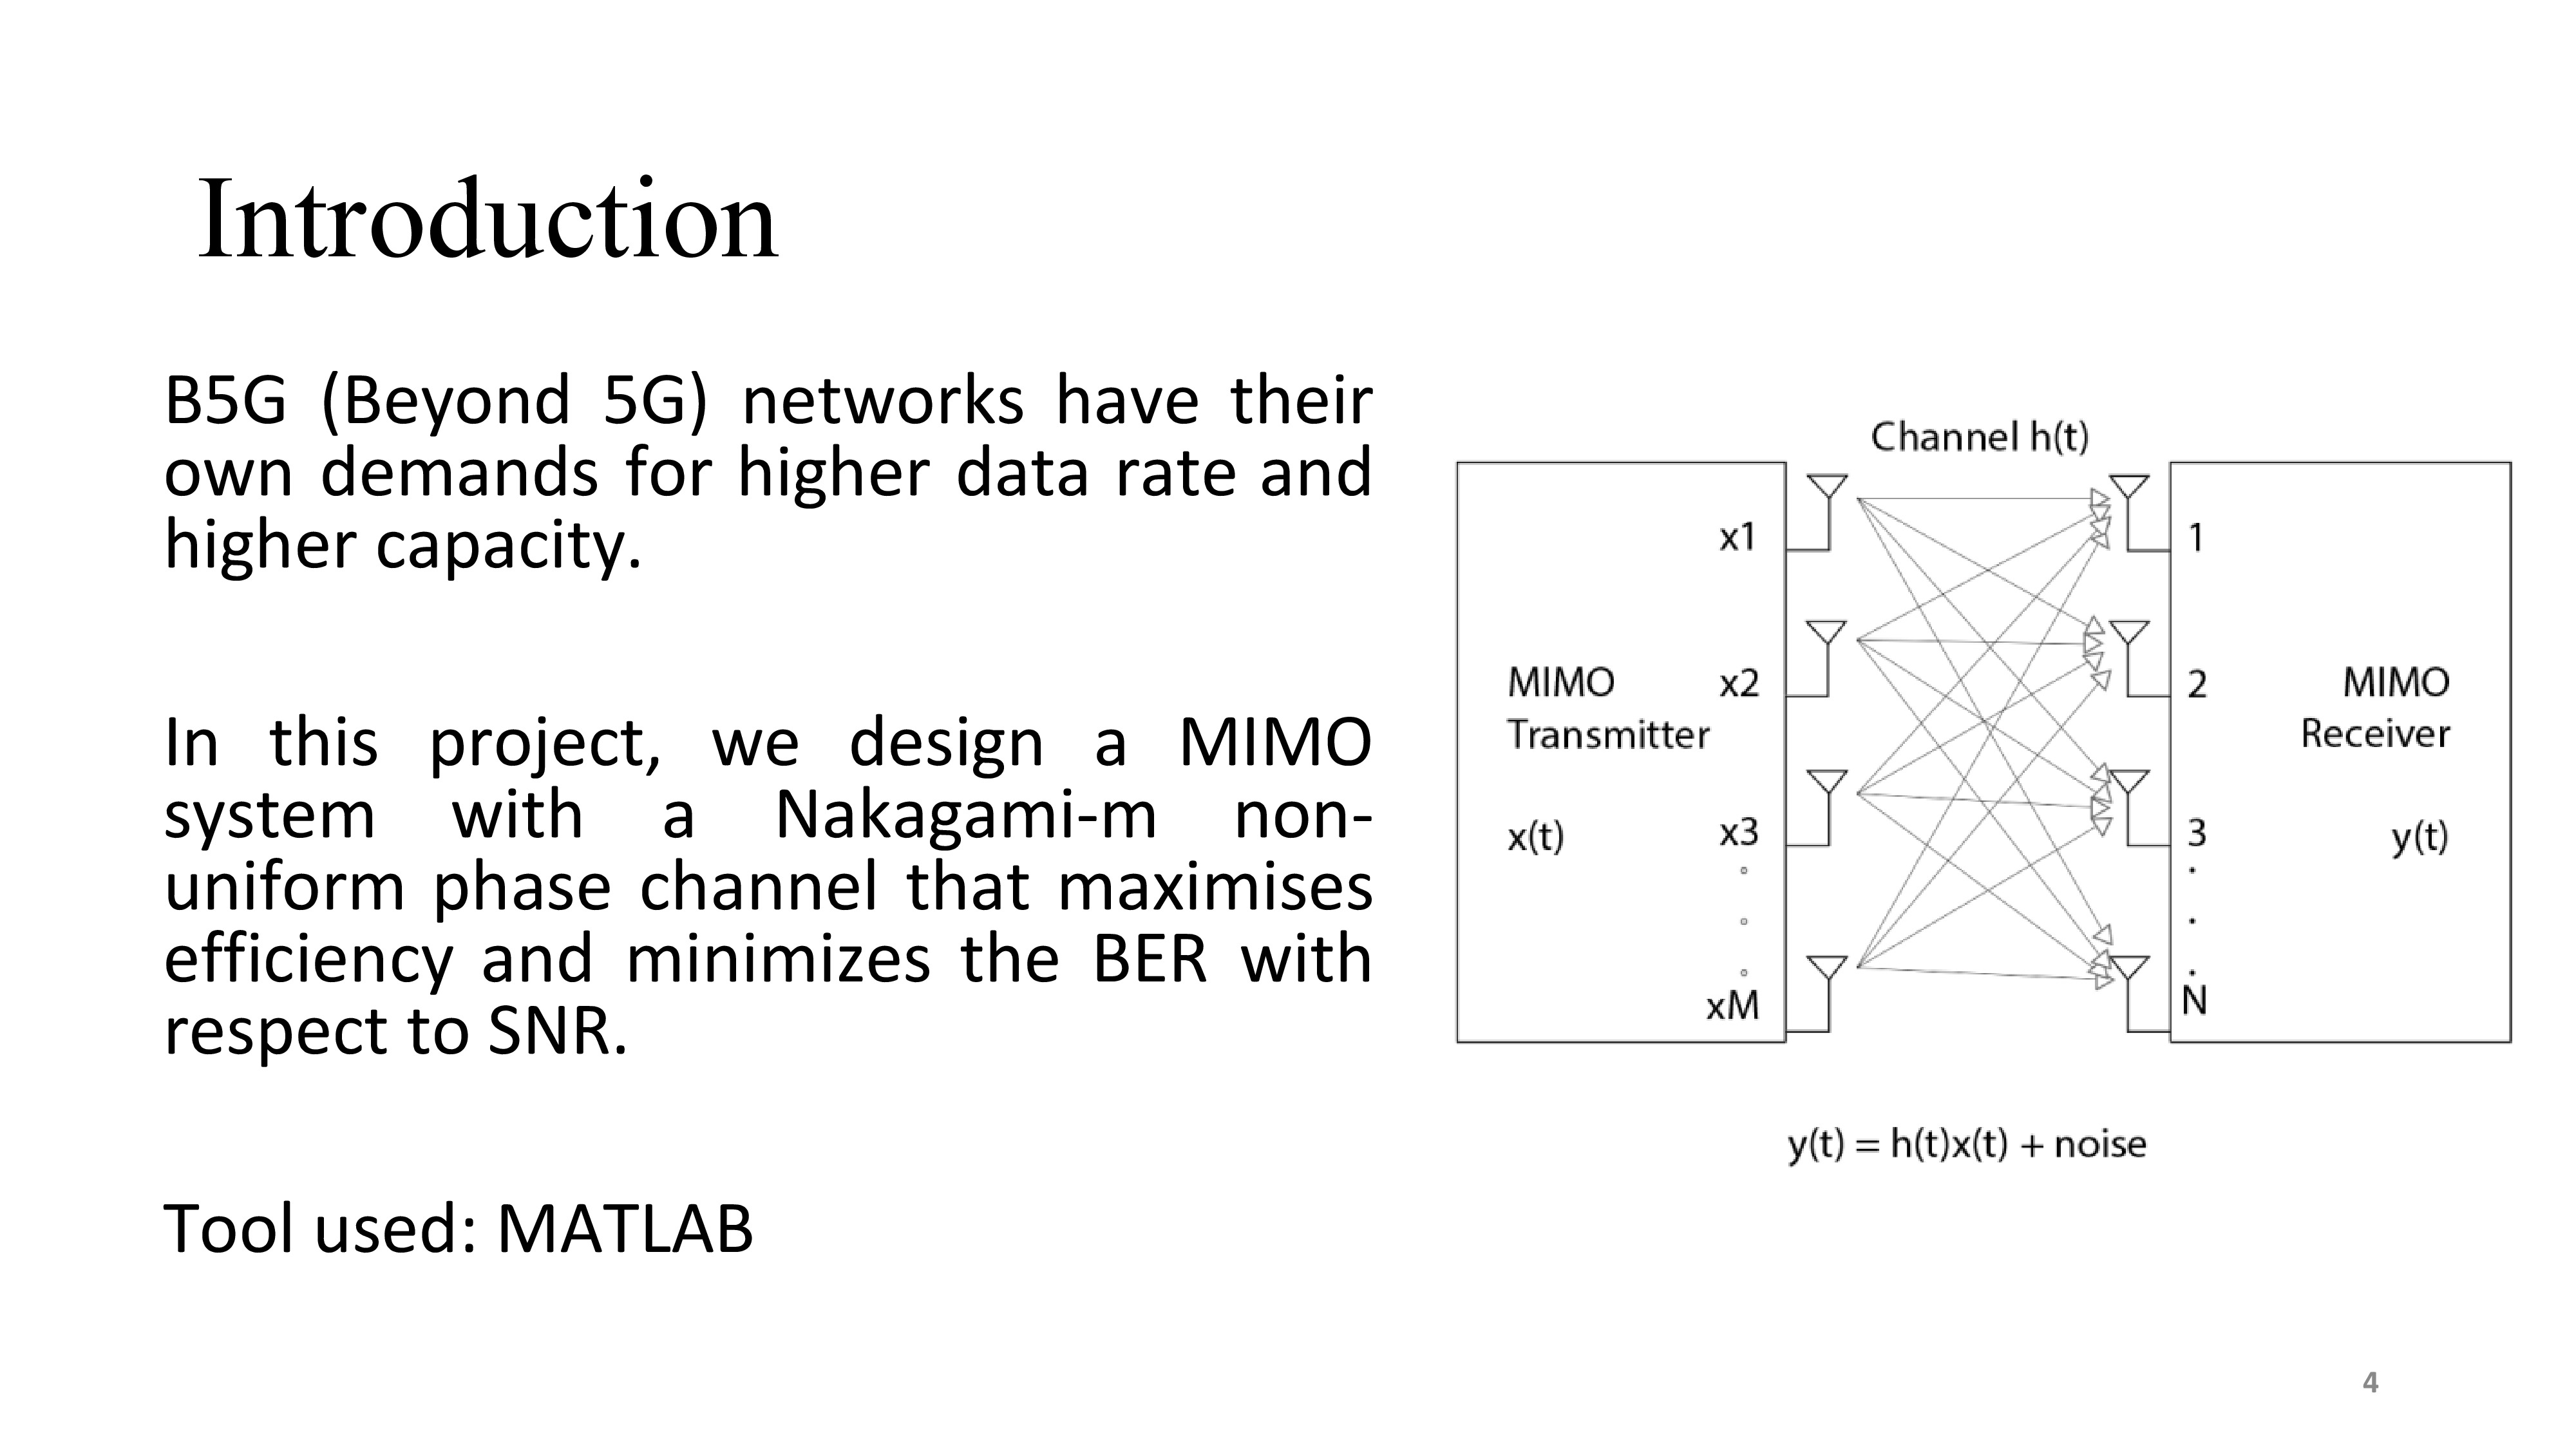 Introduction
B5G (Beyond 5G) networks have their
own demands for higher data rate and
higher capacity.
In this project, we design a MIMO
system with a Nakagami-m non-
uniform phase channel that maximises
efficiency and minimizes the BER with
respect to SNR.
Tool used: MATLAB
Channel h(t)
x1
1
x2
2
MIMO
Transmitter
MIMO
Receiver
x(t)
x3
3
y(t)
xM
N
y(t) = h(t)x(t) + noise
4